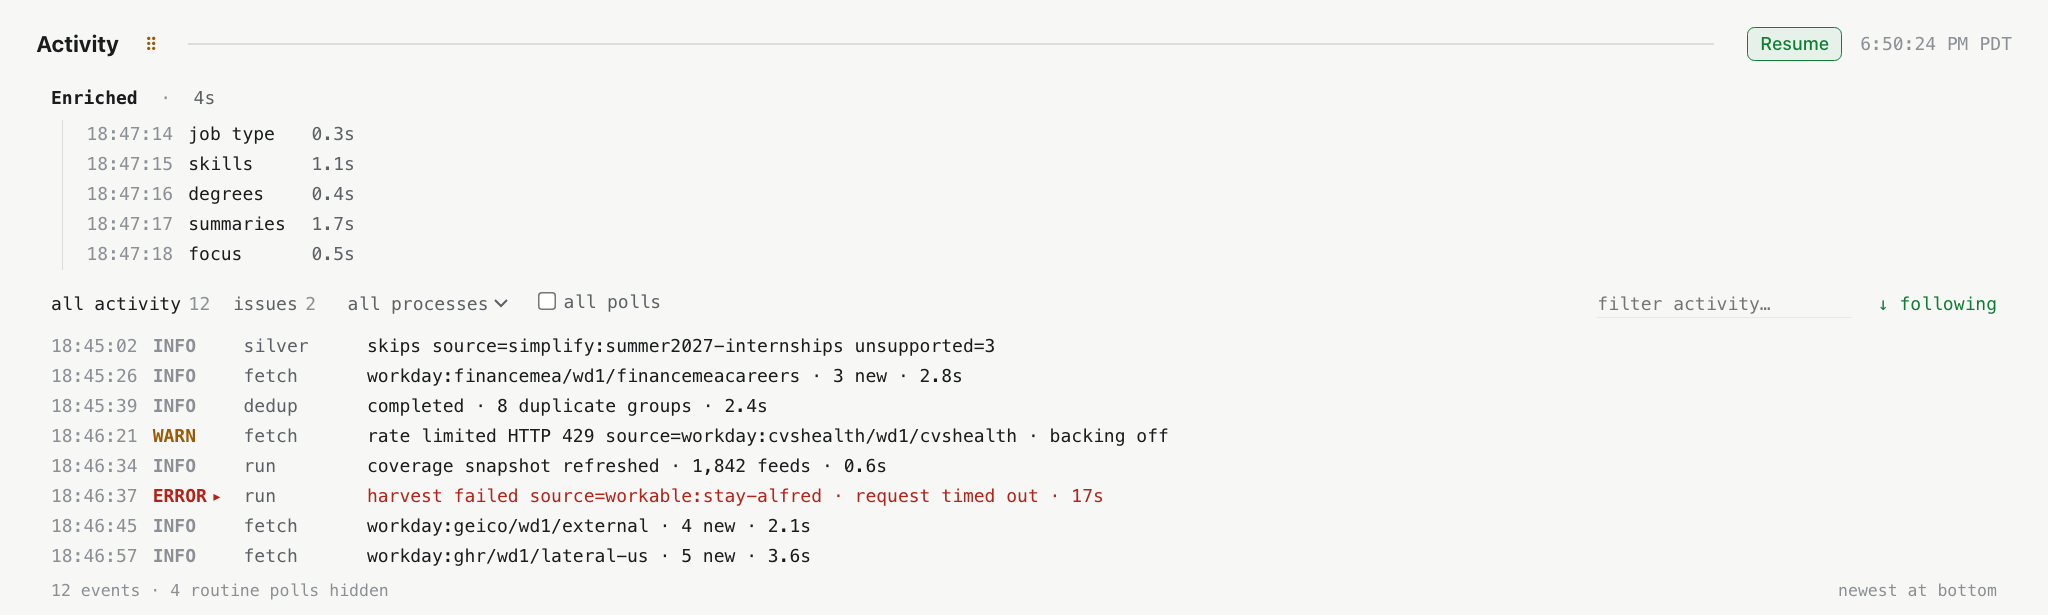 Activity Resume 6:50:24 PM PDT
Enriched · 4s
18:47:14 job type 0.3s
18:47:15 skills 1.1s
18:47:16 degrees 0.4s
18:47:17 summaries 1.7s
18:47:18 focus 0.5s
all activity 12 issues 2 all processes all polls filter activity… ↓ following
18:45:02 INFO silver skips source=simplify:summer2027-internships unsupported=3
18:45:26 INFO fetch workday:financemea/wd1/financemeacareers · 3 new · 2.8s
18:45:39 INFO dedup completed · 8 duplicate groups · 2.4s
18:46:21 WARN fetch rate limited HTTP 429 source=workday:cvshealth/wd1/cvshealth · backing off
18:46:34 INFO run coverage snapshot refreshed · 1,842 feeds · 0.6s
18:46:37 ERROR ▸ run harvest failed source=workable:stay-alfred · request timed out · 17s
18:46:45 INFO fetch workday:geico/wd1/external · 4 new · 2.1s
18:46:57 INFO fetch workday:ghr/wd1/lateral-us · 5 new · 3.6s
12 events · 4 routine polls hidden newest at bottom